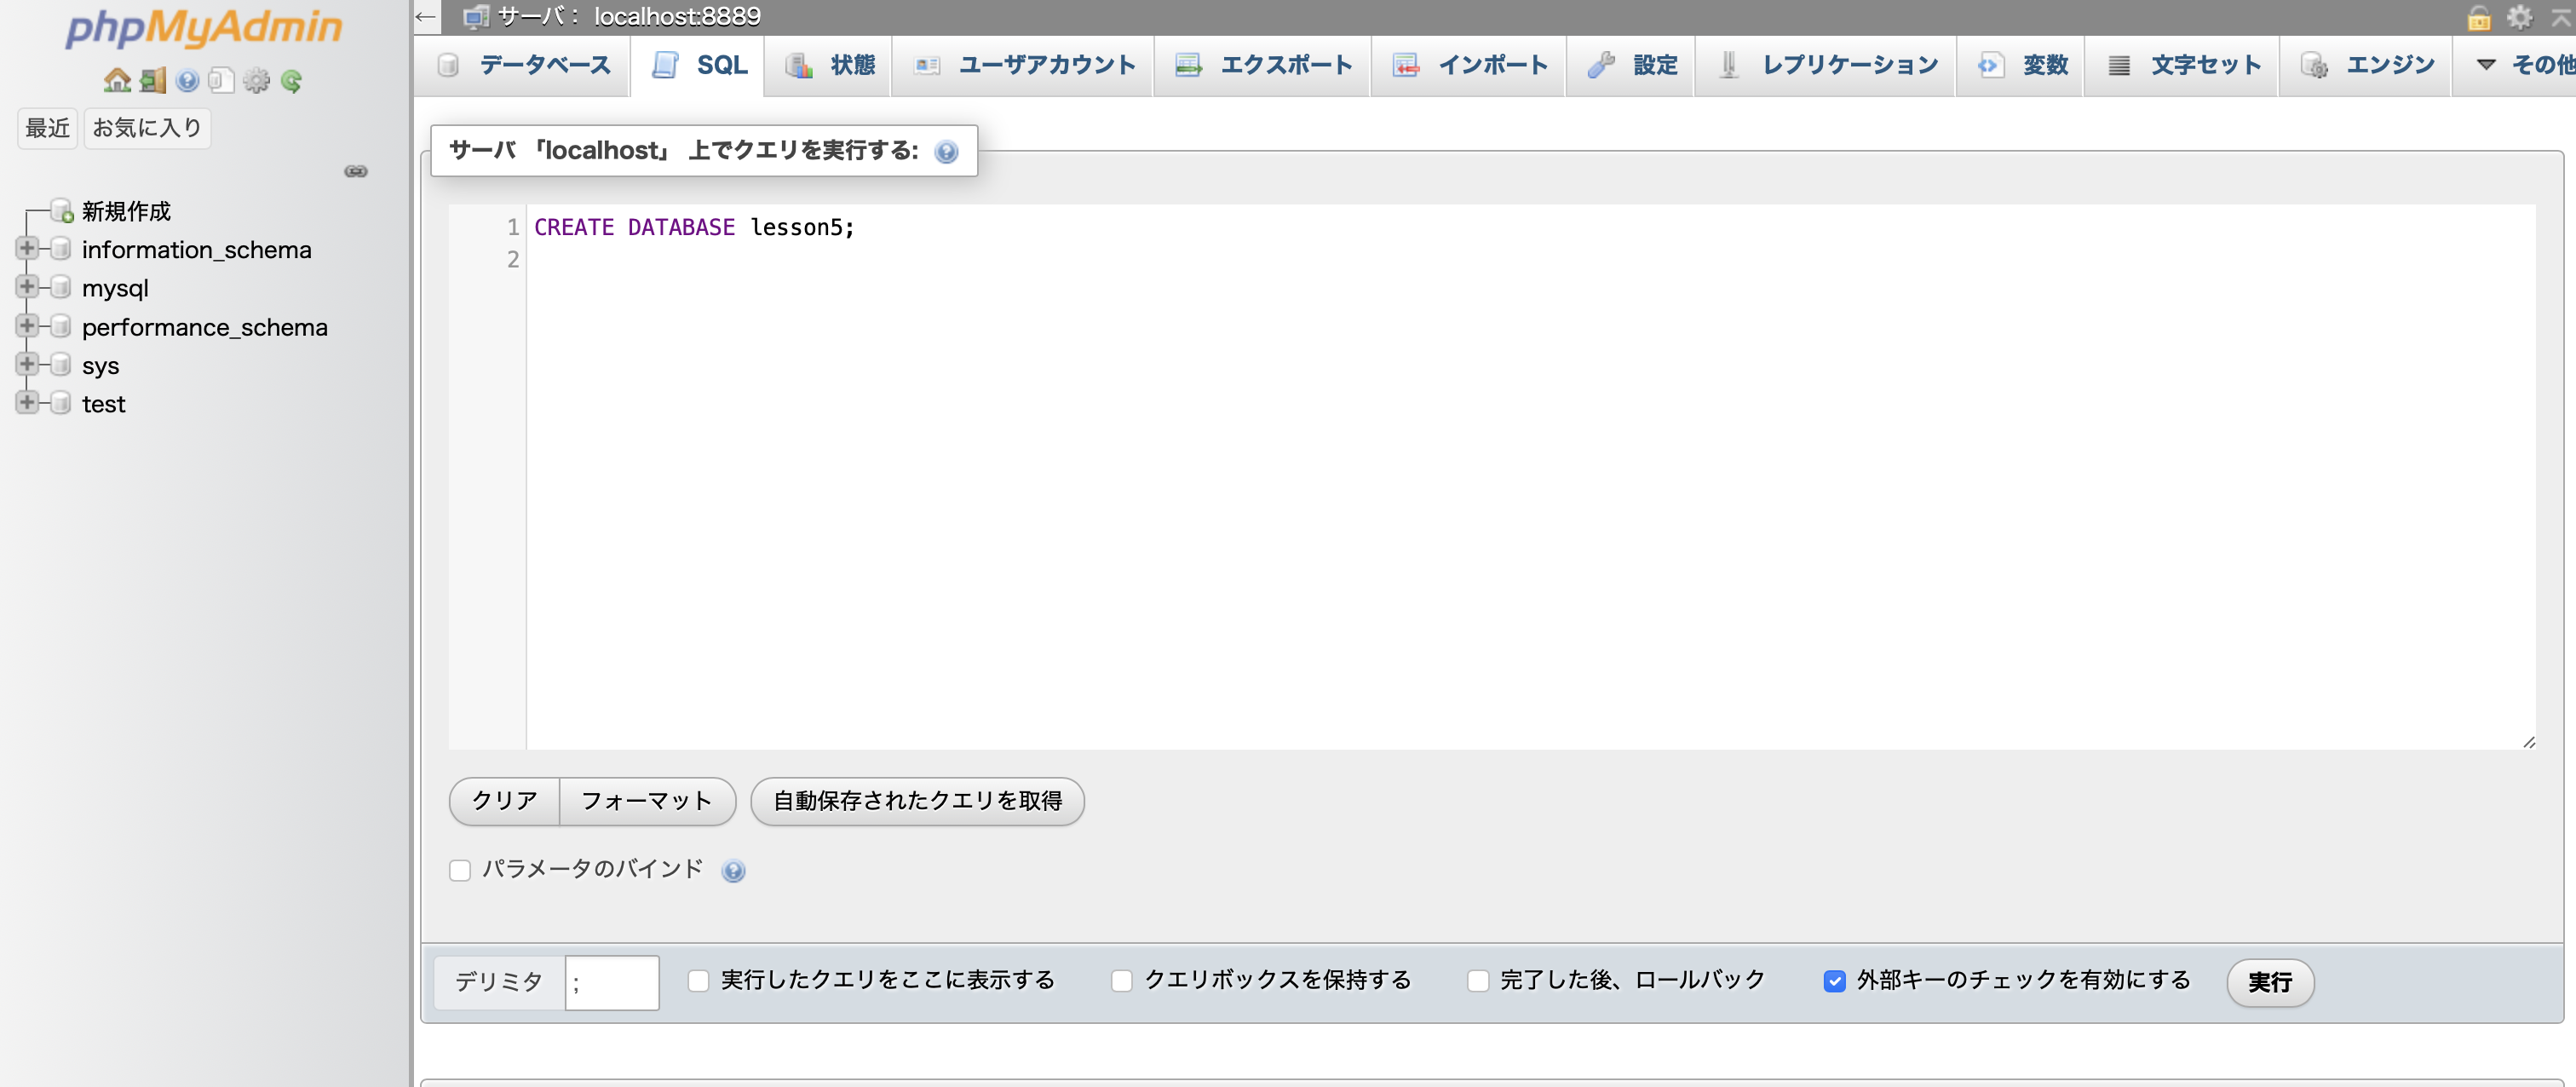 phpMyAdmin
最近 お気に入り
新規作成
information_schema
mysql
performance_schema
sys
test
サーバ： localhost:8889
データベース SQL 状態 ユーザアカウント エクスポート インポート 設定 レプリケーション 変数 文字セット エンジン その他
サーバ 「localhost」 上でクエリを実行する:
1 CREATE DATABASE lesson5;
2
クリア フォーマット 自動保存されたクエリを取得
パラメータのバインド
デリミタ ; 実行したクエリをここに表示する クエリボックスを保持する 完了した後、ロールバック 外部キーのチェックを有効にする 実行